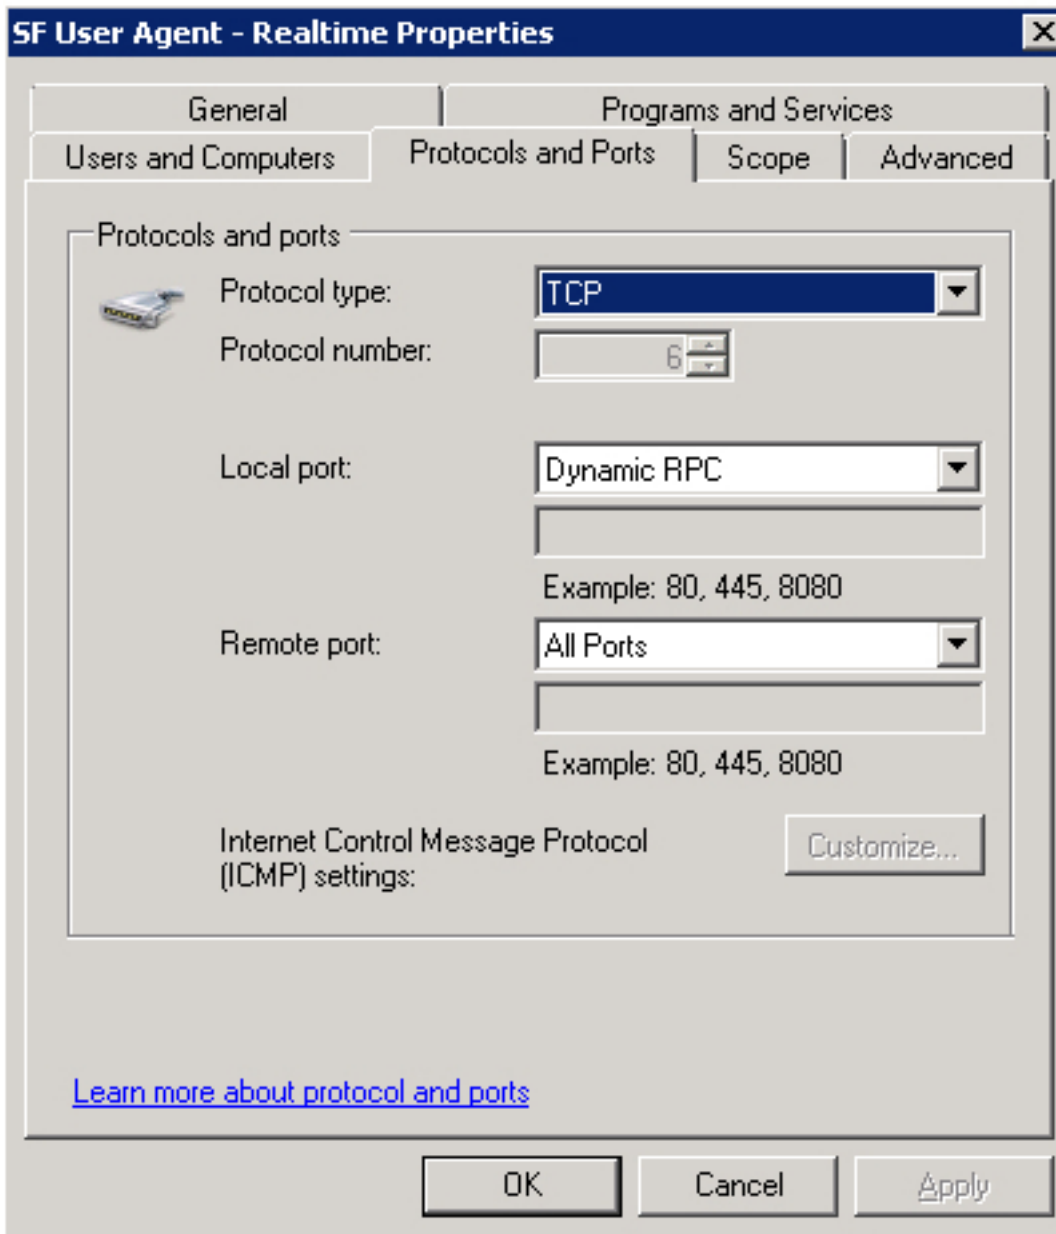 SF User Agent - Realtime Properties
General
Programs and Services
Users and Computers
Protocols and Ports
Scope
Advanced
Protocols and ports
Protocol type:
TCP
Protocol number:
6
Local port:
Dynamic RPC
Example: 80, 445, 8080
Remote port:
All Ports
Example: 80, 445, 8080
Internet Control Message Protocol
(ICMP) settings:
Customize...
Learn more about protocol and ports
OK
Cancel
Apply